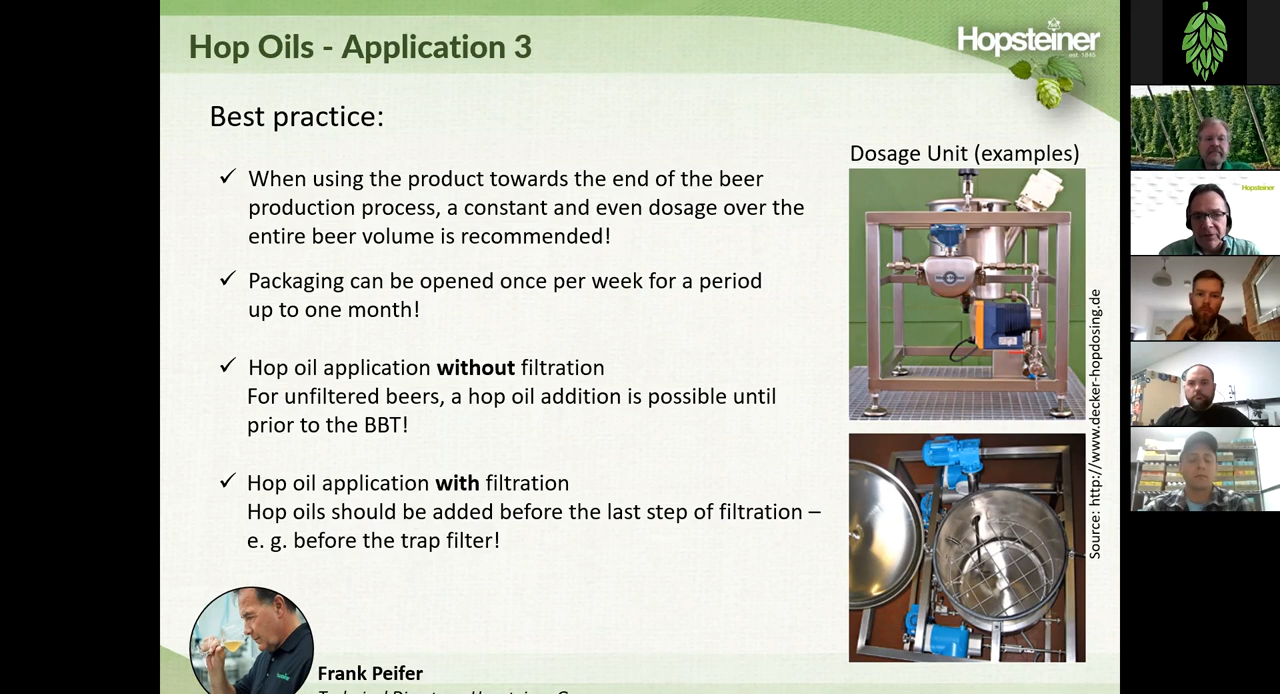 Hop Oils - Application 3
Hopsteiner
est. 1845
Best practice:
✓ When using the product towards the end of the beer
production process, a constant and even dosage over the
entire beer volume is recommended!
✓ Packaging can be opened once per week for a period
up to one month!
✓ Hop oil application without filtration
For unfiltered beers, a hop oil addition is possible until
prior to the BBT!
✓ Hop oil application with filtration
Hop oils should be added before the last step of filtration –
e. g. before the trap filter!
Dosage Unit (examples)
Source: http://www.decker-hopdosing.de
Frank Peifer
Hopsteiner